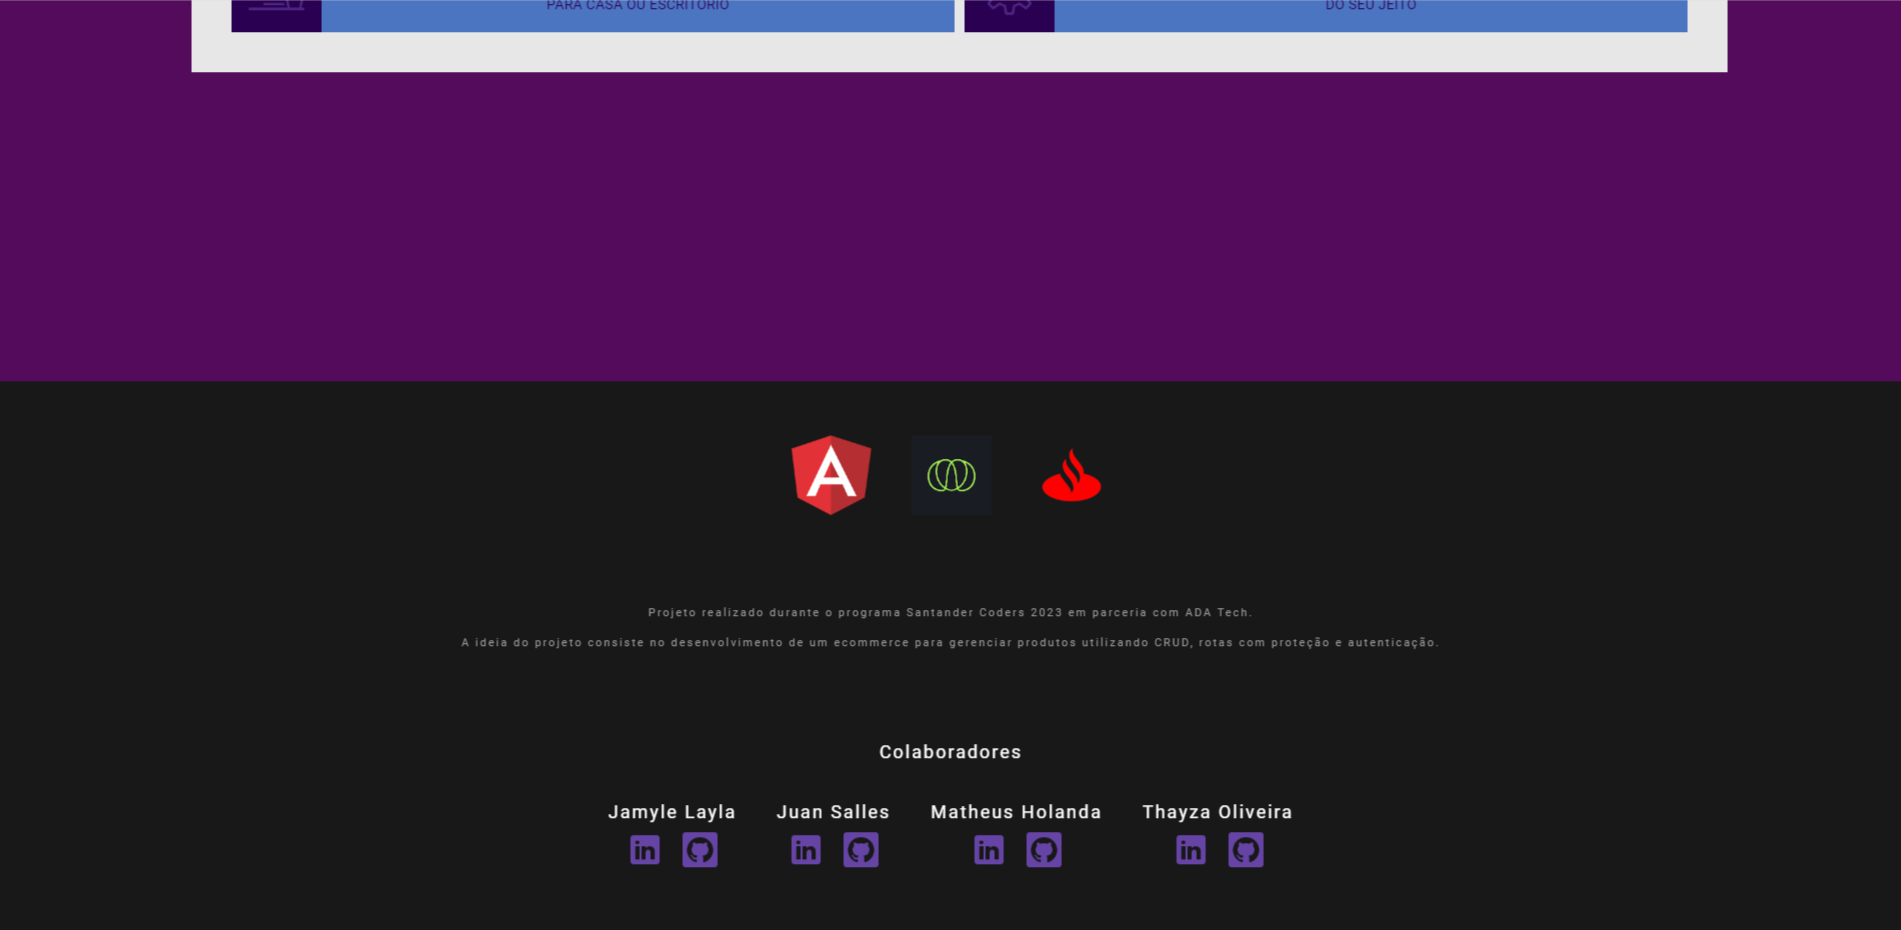 PARA CASA OU ESCRITÓRIO
DO SEU JEITO
Projeto realizado durante o programa Santander Coders 2023 em parceria com ADA Tech.
A ideia do projeto consiste no desenvolvimento de um ecommerce para gerenciar produtos utilizando CRUD, rotas com proteção e autenticação.
Colaboradores
Jamyle Layla
Juan Salles
Matheus Holanda
Thayza Oliveira